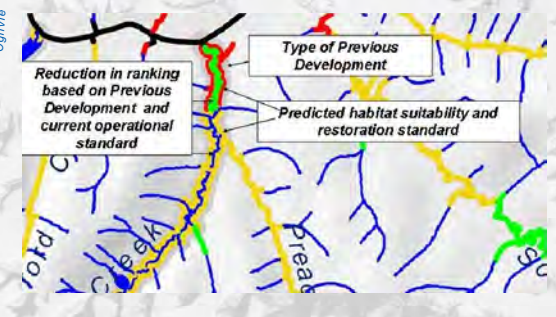 Ogilvie
Type of Previous
Development
Reduction in ranking
based on Previous
Development and
current operational
standard
Predicted habitat suitability and
restoration standard
Creek